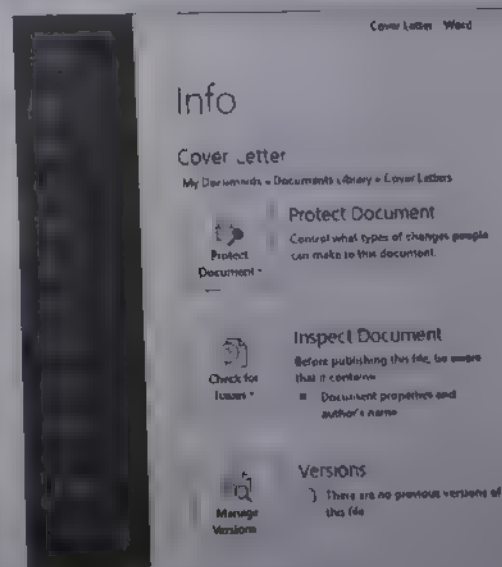 Cover Letter - Word
Info
Cover Letter
My Documents » Documents Library » Cover Letters
Protect Document
Control what types of changes people
can make to this document.
Protect
Document
Inspect Document
Before publishing this file, be aware
that it contains
Document properties and
author's name
Check for
Issues
Versions
There are no previous versions of
this file
Manage
Versions